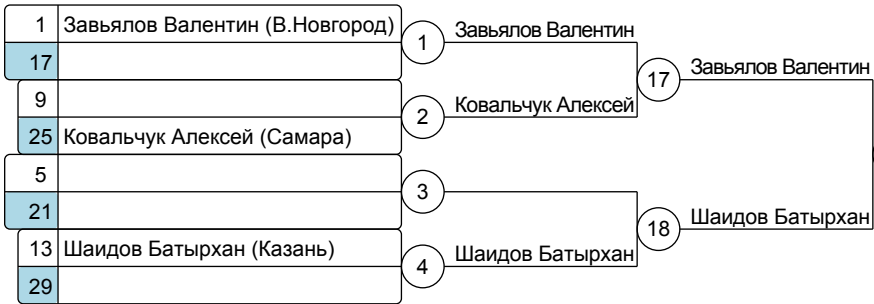 1 Завьялов Валентин (В.Новгород)
17
1
Завьялов Валентин
9
25 Ковальчук Алексей (Самара)
2
Ковальчук Алексей
17
Завьялов Валентин
5
21
3
13 Шаидов Батырхан (Казань)
29
4
Шаидов Батырхан
18
Шаидов Батырхан